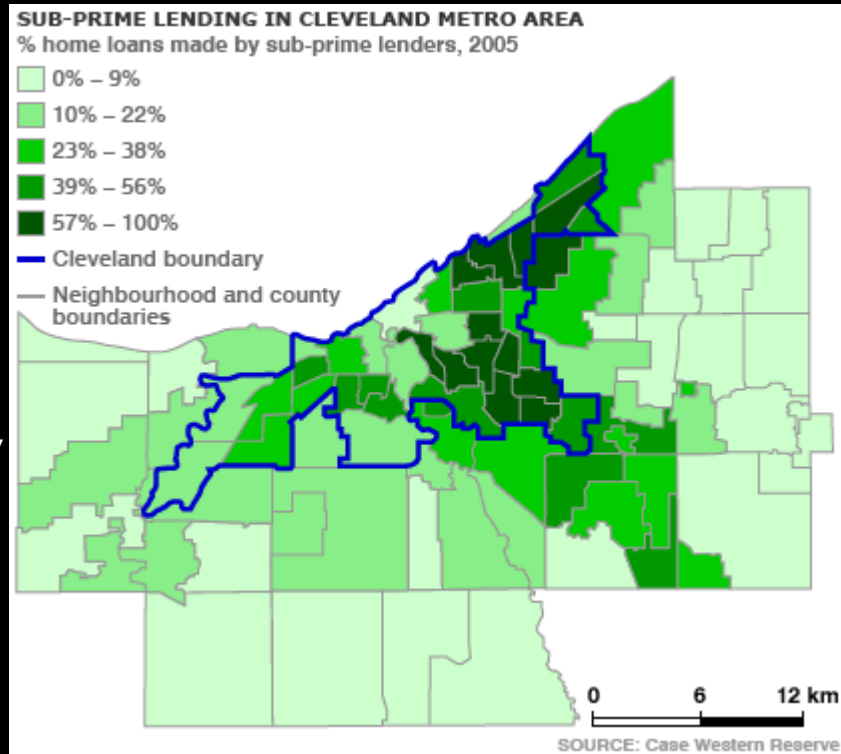 SUB-PRIME LENDING IN CLEVELAND METRO AREA
% home loans made by sub-prime lenders, 2005
0% – 9%
10% – 22%
23% – 38%
39% – 56%
57% – 100%
Cleveland boundary
Neighbourhood and county
boundaries
0 6 12 km
SOURCE: Case Western Reserve